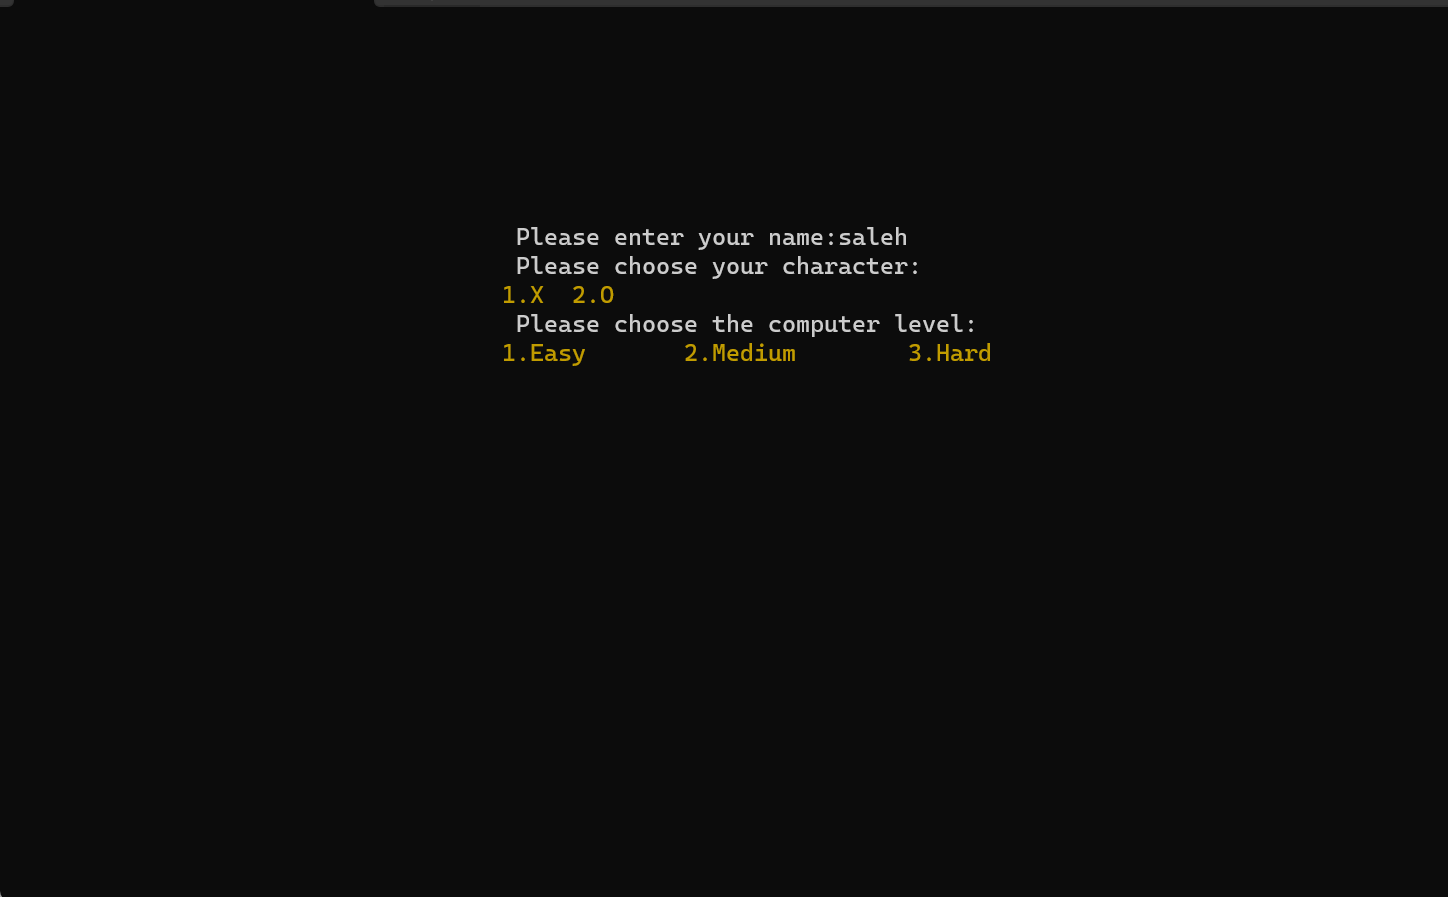 Please enter your name:saleh
Please choose your character:
1.X  2.O
Please choose the computer level:
1.Easy       2.Medium        3.Hard